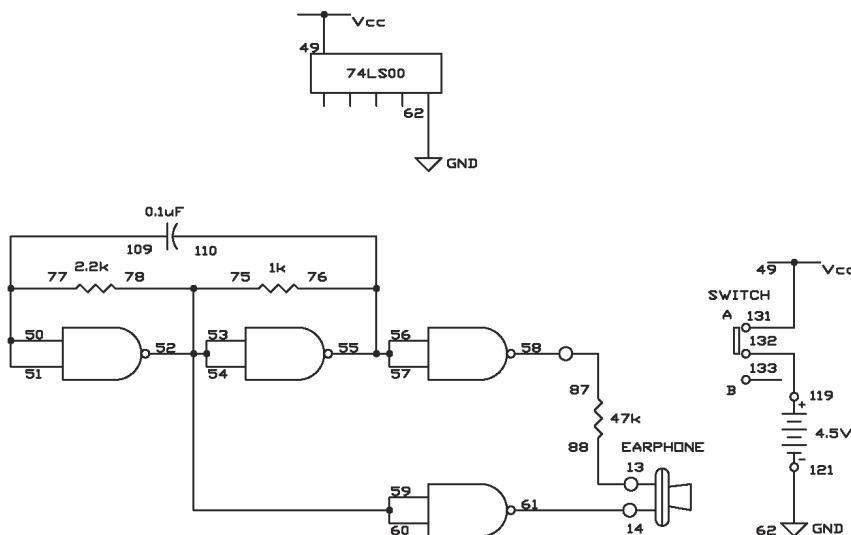 Vcc
49
74LS00
62
GND
0.1uF
109 110
77 2.2k 78 75 1k 76
50 53 56
52 55 58
51 54 57
49 Vcc
SWITCH
A 131
132
133
B
119
+
4.5V
-
121
62 GND
87
47k
88
EARPHONE
13
59
61
60
14